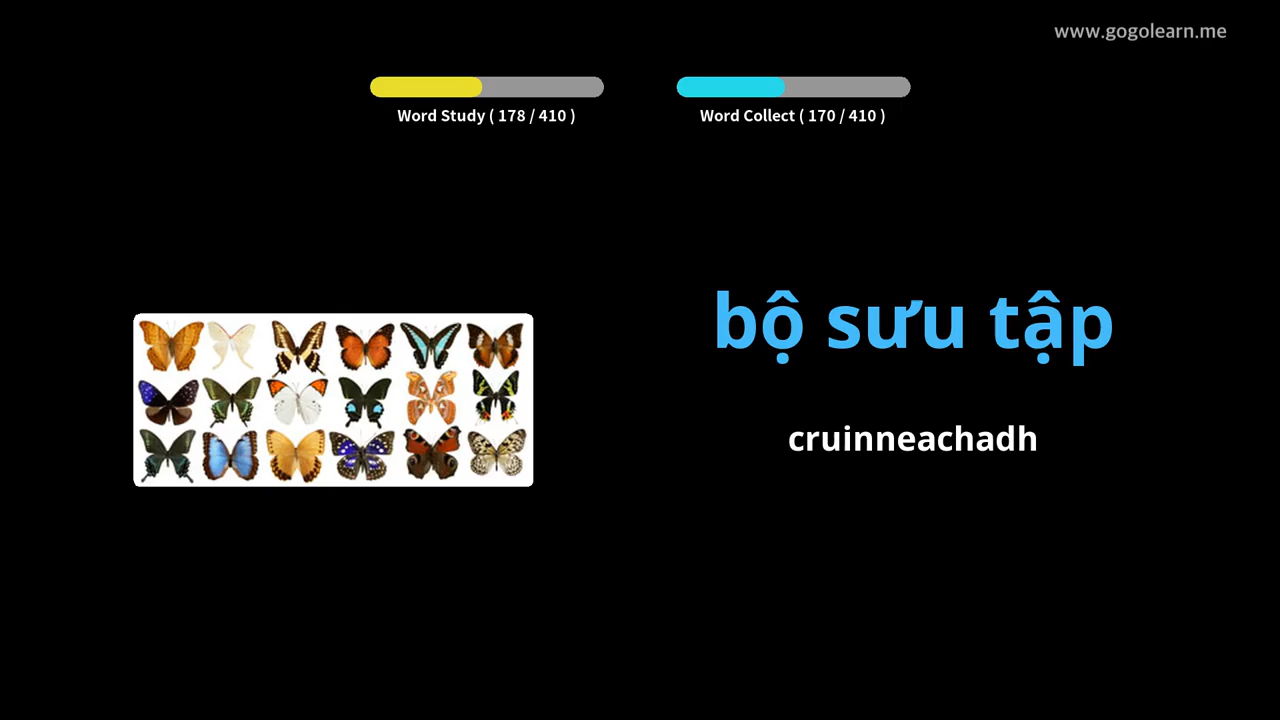 www.gogolearn.me
Word Study ( 178 / 410 )
Word Collect ( 170 / 410 )
bộ sưu tập
cruinneachadh